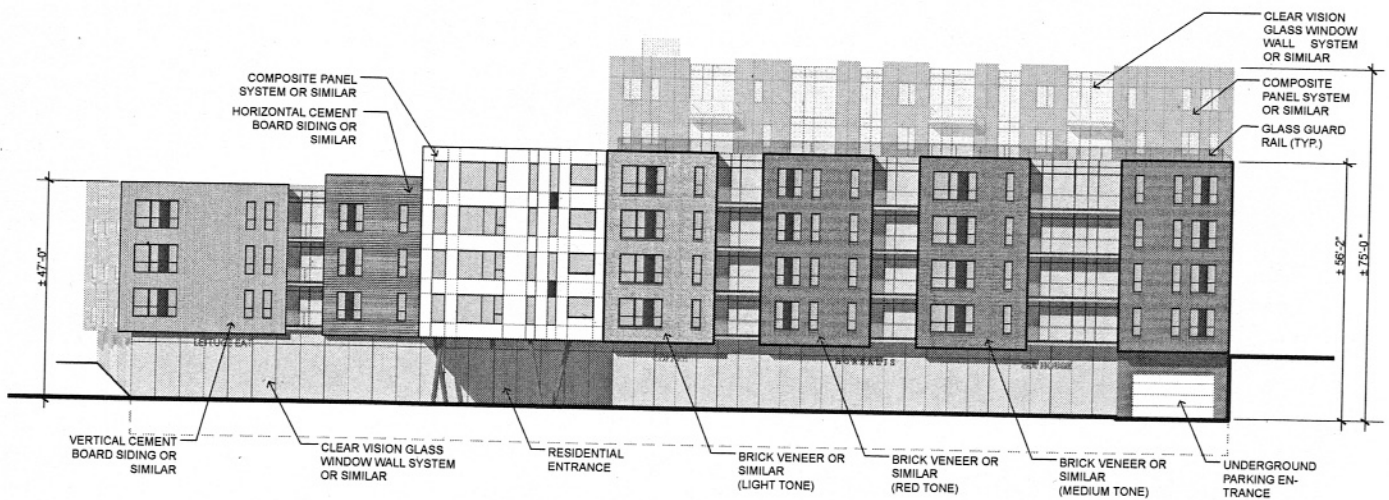 CLEAR VISION
GLASS WINDOW
WALL SYSTEM
OR SIMILAR
COMPOSITE PANEL
SYSTEM OR SIMILAR
COMPOSITE
PANEL SYSTEM
OR SIMILAR
HORIZONTAL CEMENT
BOARD SIDING OR
SIMILAR
GLASS GUARD
RAIL (TYP.)
± 47'-0"
± 56'-2"
± 75'-0"
VERTICAL CEMENT
BOARD SIDING OR
SIMILAR
CLEAR VISION GLASS
WINDOW WALL SYSTEM
OR SIMILAR
RESIDENTIAL
ENTRANCE
BRICK VENEER OR
SIMILAR
(LIGHT TONE)
BRICK VENEER OR
SIMILAR
(RED TONE)
BRICK VENEER OR
SIMILAR
(MEDIUM TONE)
UNDERGROUND
PARKING EN-
TRANCE